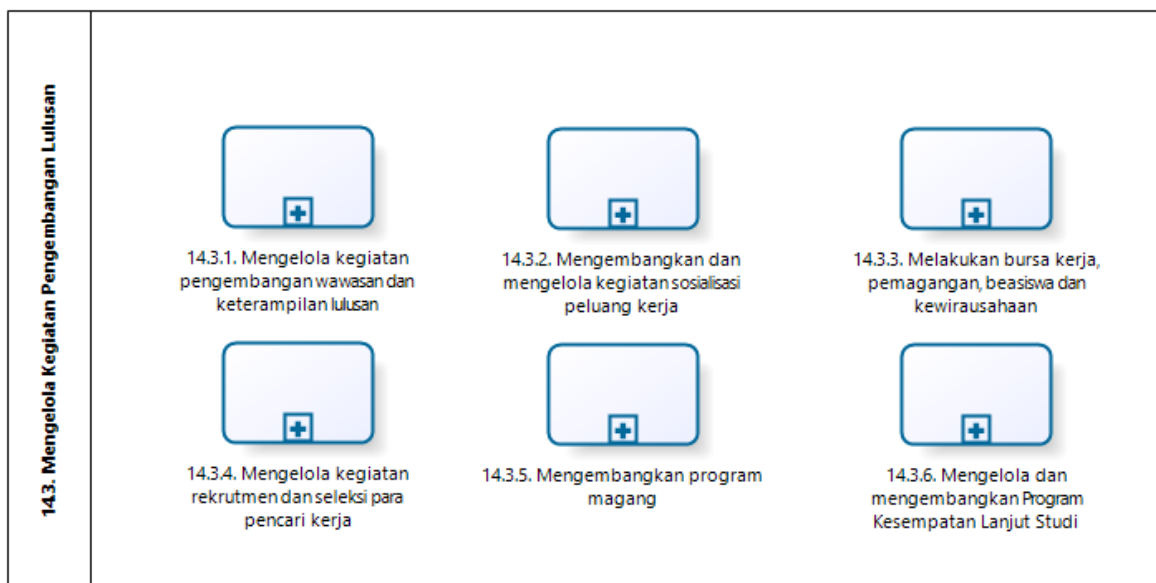 14.3. Mengelola Kegiatan Pengembangan Lulusan
14.3.1. Mengelola kegiatan
pengembangan wawasan dan
keterampilan lulusan
14.3.2. Mengembangkan dan
mengelola kegiatan sosialisasi
peluang kerja
14.3.3. Melakukan bursa kerja,
pemagangan, beasiswa dan
kewirausahaan
14.3.4. Mengelola kegiatan
rekrutmen dan seleksi para
pencari kerja
14.3.5. Mengembangkan program
magang
14.3.6. Mengelola dan
mengembangkan Program
Kesempatan Lanjut Studi